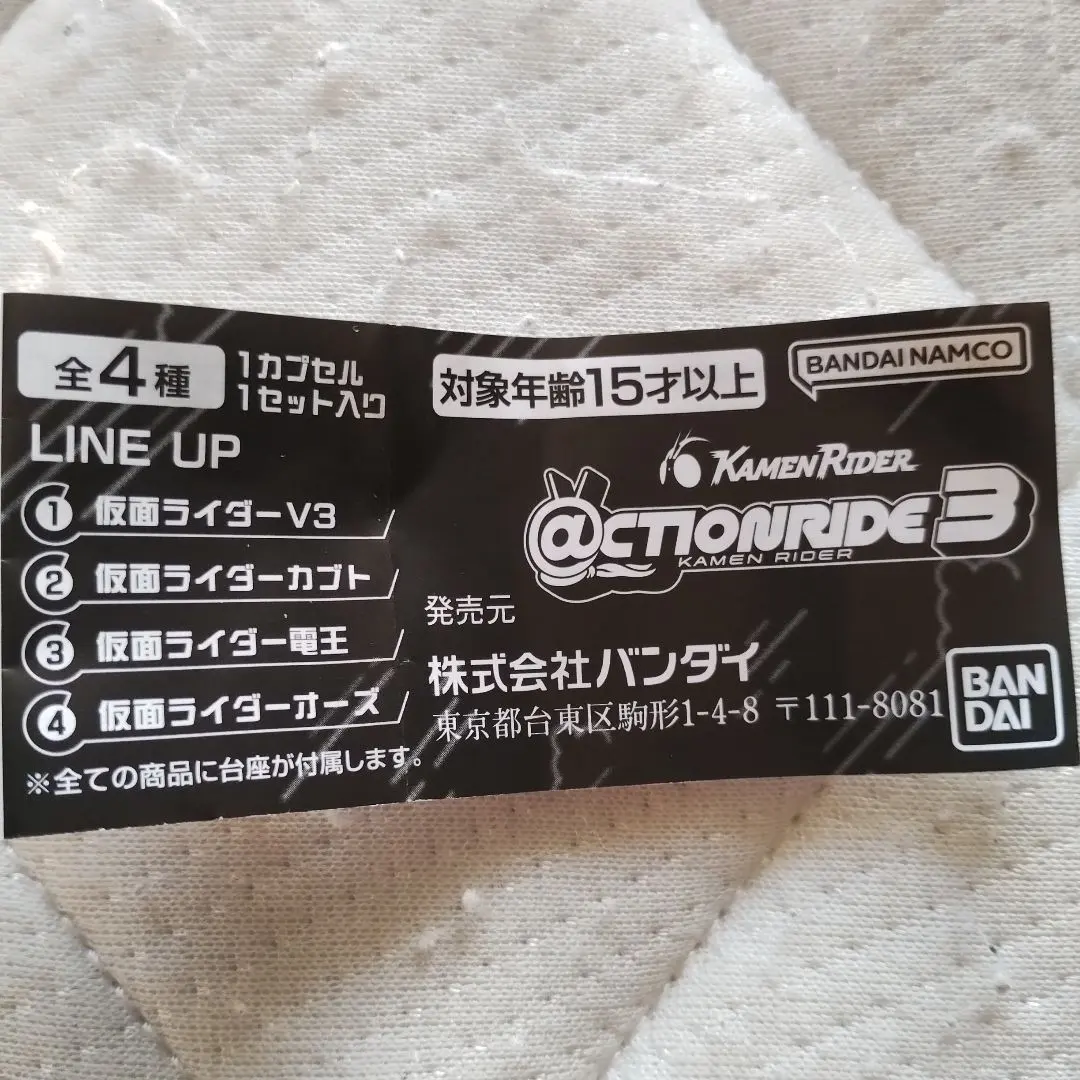 全4種
1カプセル
1セット入り
LINE UP
1 仮面ライダーV3
2 仮面ライダーカブト
3 仮面ライダー電王
4 仮面ライダーオーズ
※全ての商品に台座が付属します。
対象年齢15才以上
BANDAI NAMCO
KAMEN RIDER
@CTIONRIDE 3
KAMEN RIDER
発売元
株式会社バンダイ
東京都台東区駒形1-4-8 〒111-8081
BAN
DAI